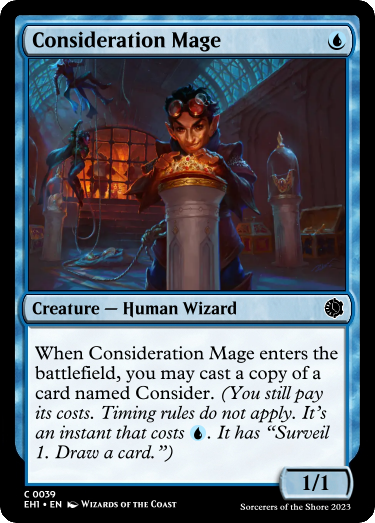 Consideration Mage
Creature — Human Wizard
When Consideration Mage enters the
battlefield, you may cast a copy of a
card named Consider. (You still pay
its costs. Timing rules do not apply. It's
an instant that costs . It has “Surveil
1. Draw a card.”)
1/1
C 0039
EH1 • EN Wizards of the Coast
Sorcerers of the Shore 2023